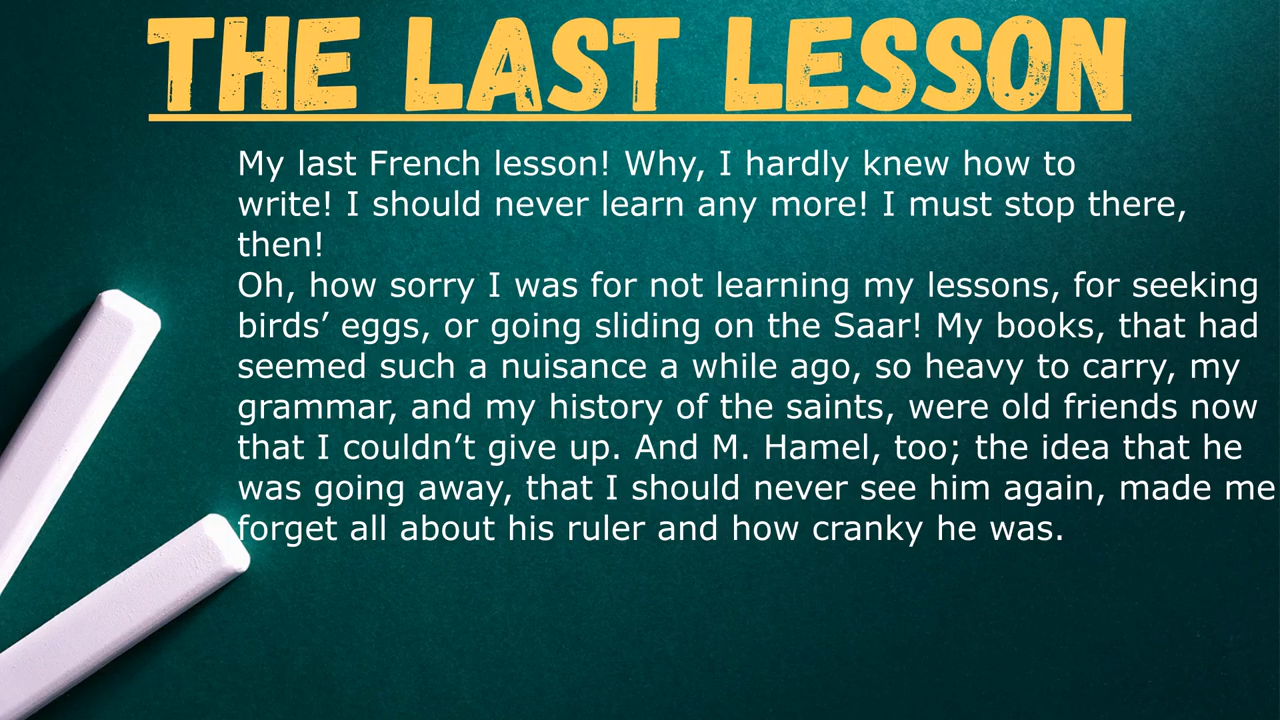 THE LAST LESSON
My last French lesson! Why, I hardly knew how to
write! I should never learn any more! I must stop there,
then!
Oh, how sorry I was for not learning my lessons, for seeking
birds’ eggs, or going sliding on the Saar! My books, that had
seemed such a nuisance a while ago, so heavy to carry, my
grammar, and my history of the saints, were old friends now
that I couldn’t give up. And M. Hamel, too; the idea that he
was going away, that I should never see him again, made me
forget all about his ruler and how cranky he was.